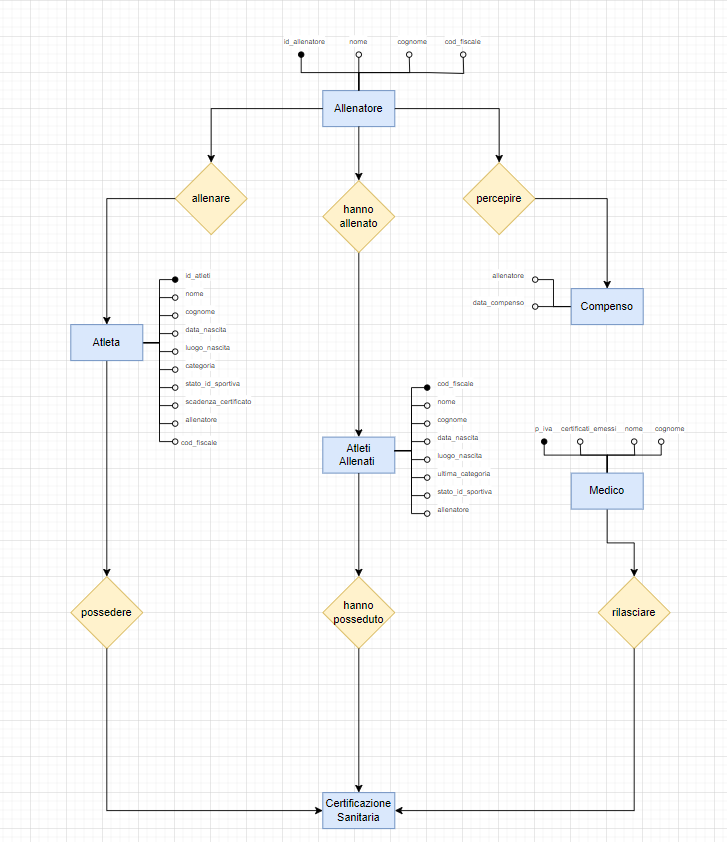 id_allenatore
nome
cognome
cod_fiscale
Allenatore
allenare
hanno
allenato
percepire
id_atleti
nome
cognome
data_nascita
luogo_nascita
categoria
stato_id_sportiva
scadenza_certificato
allenatore
cod_fiscale
Atleta
allenatore
data_compenso
Compenso
cod_fiscale
nome
cognome
data_nascita
luogo_nascita
ultima_categoria
stato_id_sportiva
allenatore
Atleti
Allenati
p_iva
certificati_emessi
nome
cognome
Medico
possedere
hanno
posseduto
rilasciare
Certificazione
Sanitaria